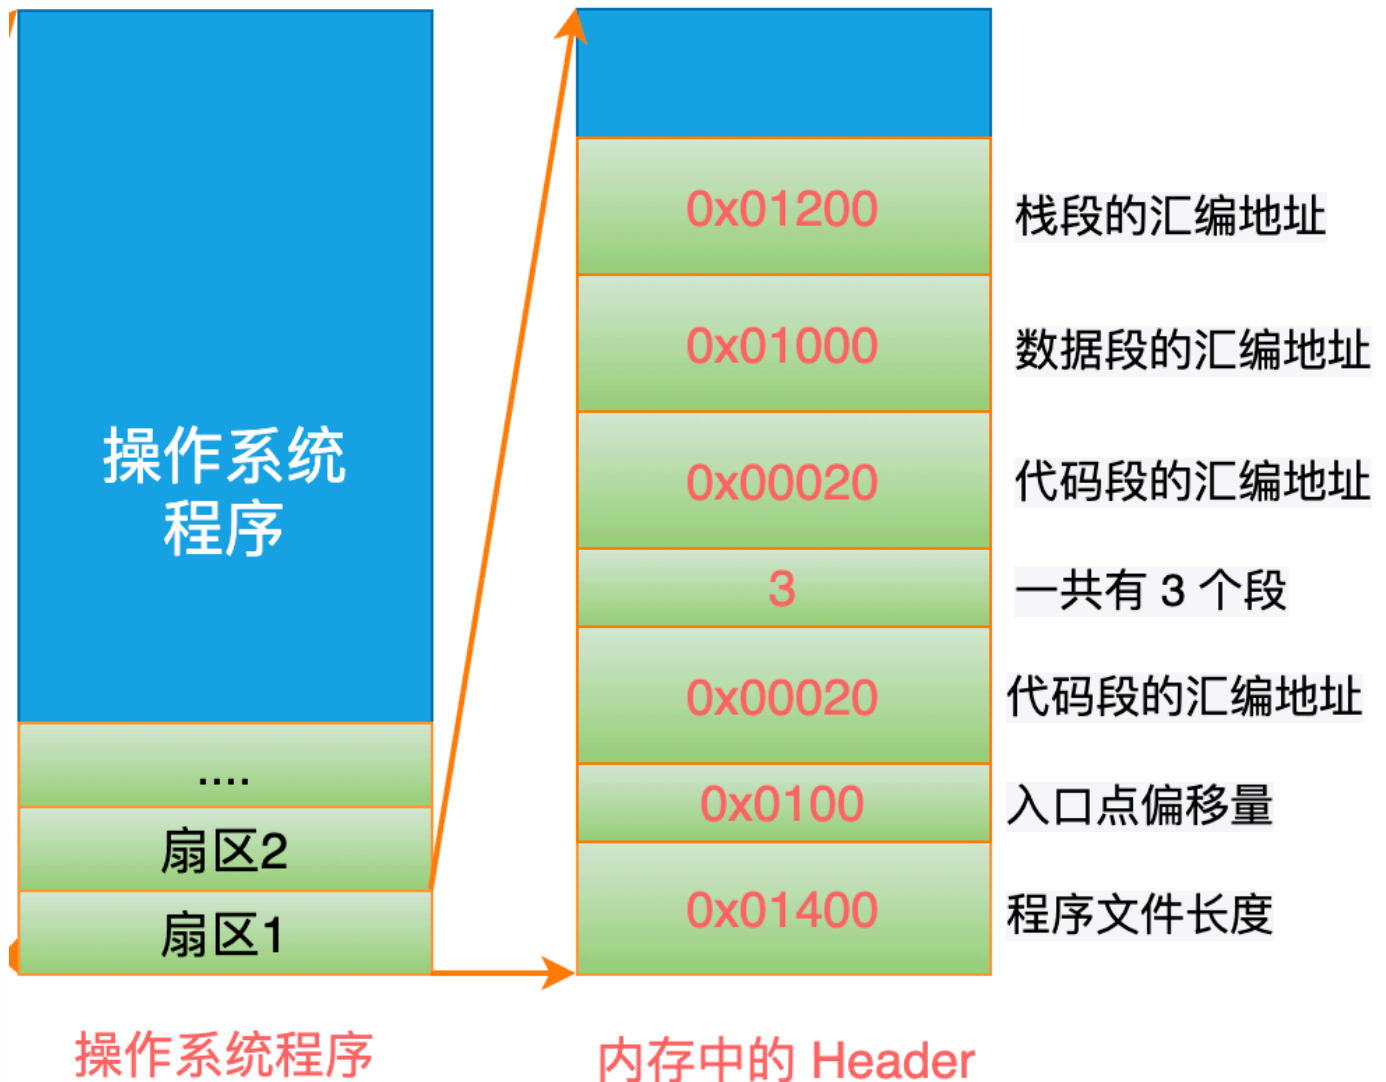 操作系统
程序
....
扇区2
扇区1
操作系统程序
0x01200
栈段的汇编地址
0x01000
数据段的汇编地址
0x00020
代码段的汇编地址
3
一共有 3 个段
0x00020
代码段的汇编地址
0x0100
入口点偏移量
0x01400
程序文件长度
内存中的 Header